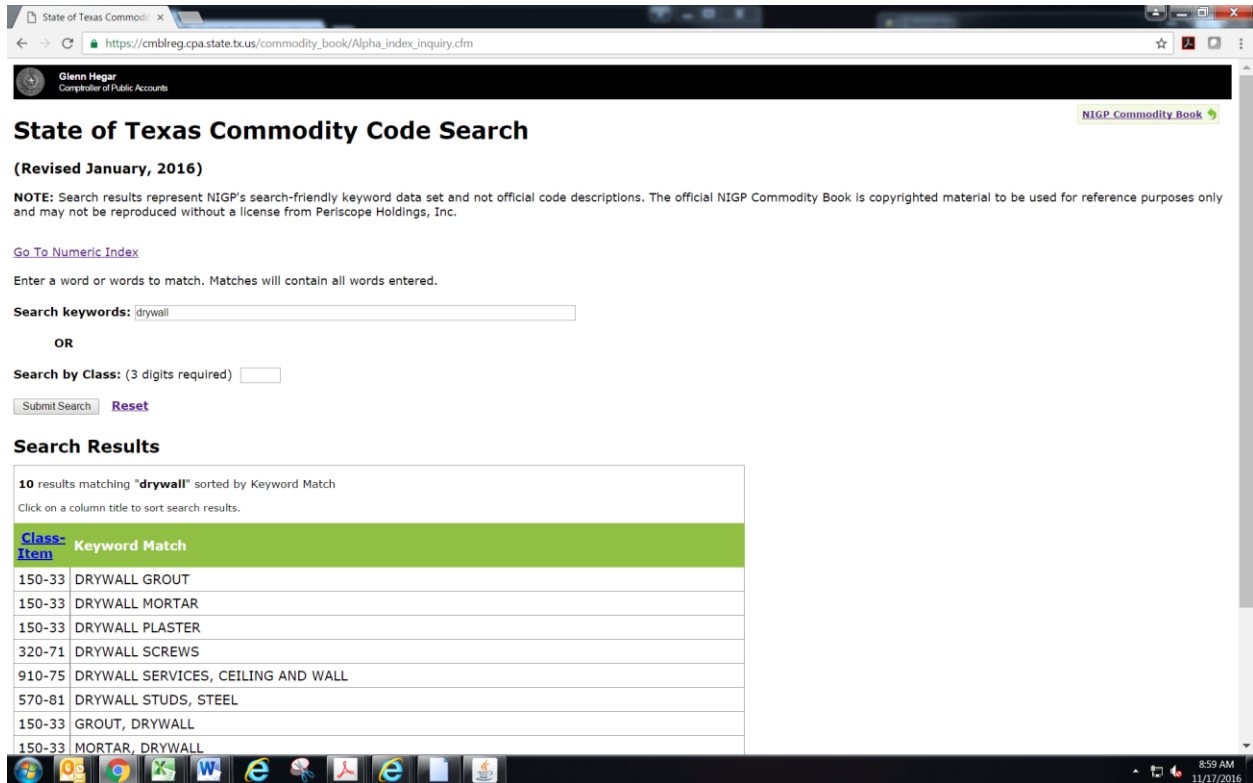 State of Texas Commodi
https://cmblreg.cpa.state.tx.us/commodity_book/Alpha_index_inquiry.cfm
Glenn Hegar
Comptroller of Public Accounts
NIGP Commodity Book
State of Texas Commodity Code Search
(Revised January, 2016)
NOTE: Search results represent NIGP's search-friendly keyword data set and not official code descriptions. The official NIGP Commodity Book is copyrighted material to be used for reference purposes only
and may not be reproduced without a license from Periscope Holdings, Inc.
Go To Numeric Index
Enter a word or words to match. Matches will contain all words entered.
Search keywords: drywall
OR
Search by Class: (3 digits required)
Submit Search Reset
Search Results
10 results matching "drywall" sorted by Keyword Match
Click on a column title to sort search results.
Class-
Item
Keyword Match
150-33 DRYWALL GROUT
150-33 DRYWALL MORTAR
150-33 DRYWALL PLASTER
320-71 DRYWALL SCREWS
910-75 DRYWALL SERVICES, CEILING AND WALL
570-81 DRYWALL STUDS, STEEL
150-33 GROUT, DRYWALL
150-33 MORTAR, DRYWALL
8:59 AM
11/17/2016